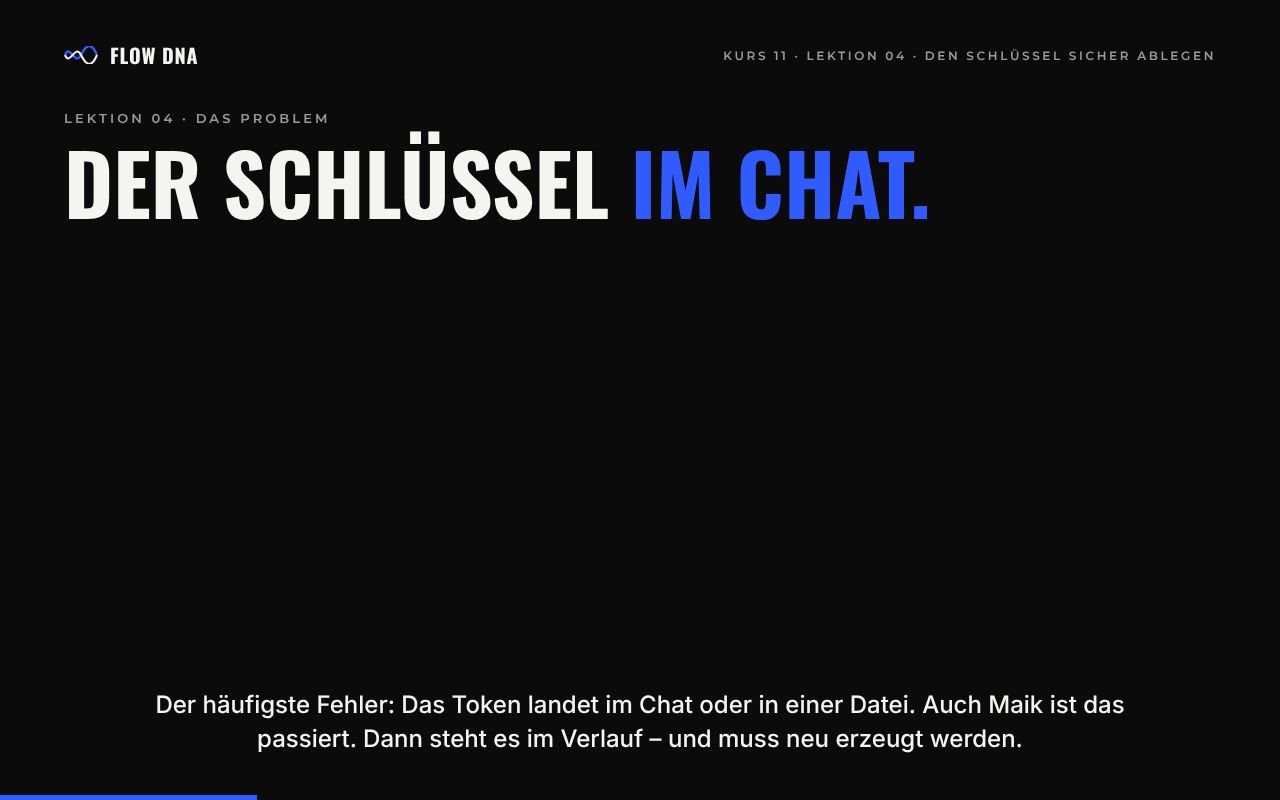 FLOW DNA
KURS 11 · LEKTION 04 · DEN SCHLÜSSEL SICHER ABLEGEN
LEKTION 04 · DAS PROBLEM
DER SCHLÜSSEL IM CHAT.
Der häufigste Fehler: Das Token landet im Chat oder in einer Datei. Auch Maik ist das
passiert. Dann steht es im Verlauf – und muss neu erzeugt werden.